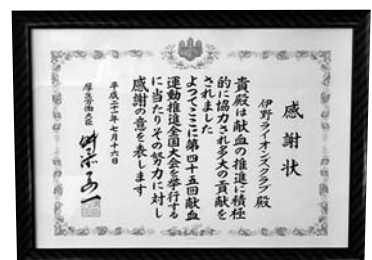 感謝状
伊野ライオンズクラブ殿
貴殿は献血の推進に積極
的に協力され多大の貢献を
されました
よってここに第四十五回献血
運動推進全国大会を挙行する
に当たりその努力に対し
感謝の意を表します
平成二十一年七月十六日
厚生労働大臣